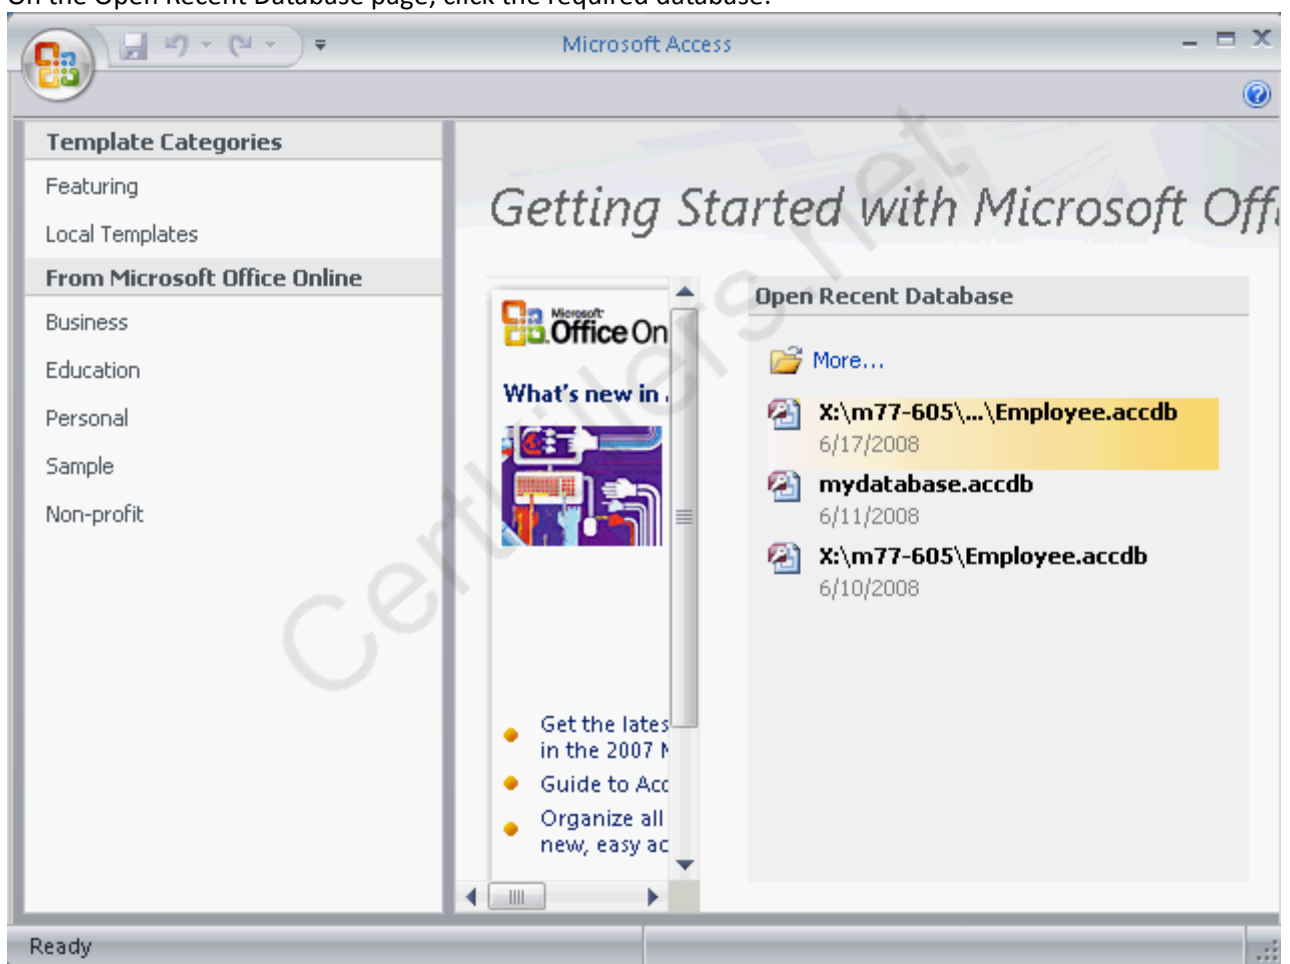 On the Open Recent Database page, click the required database.
Microsoft Access
Template Categories
Featuring
Local Templates
From Microsoft Office Online
Business
Education
Personal
Sample
Non-profit
Getting Started with Microsoft Offi
Microsoft
Office On
What's new in
Get the lates
in the 2007
Guide to Acc
Organize all
new, easy ac
Open Recent Database
More...
X:\m77-605\...\Employee.accdb
6/17/2008
mydatabase.accdb
6/11/2008
X:\m77-605\Employee.accdb
6/10/2008
Ready
Certkillers.net